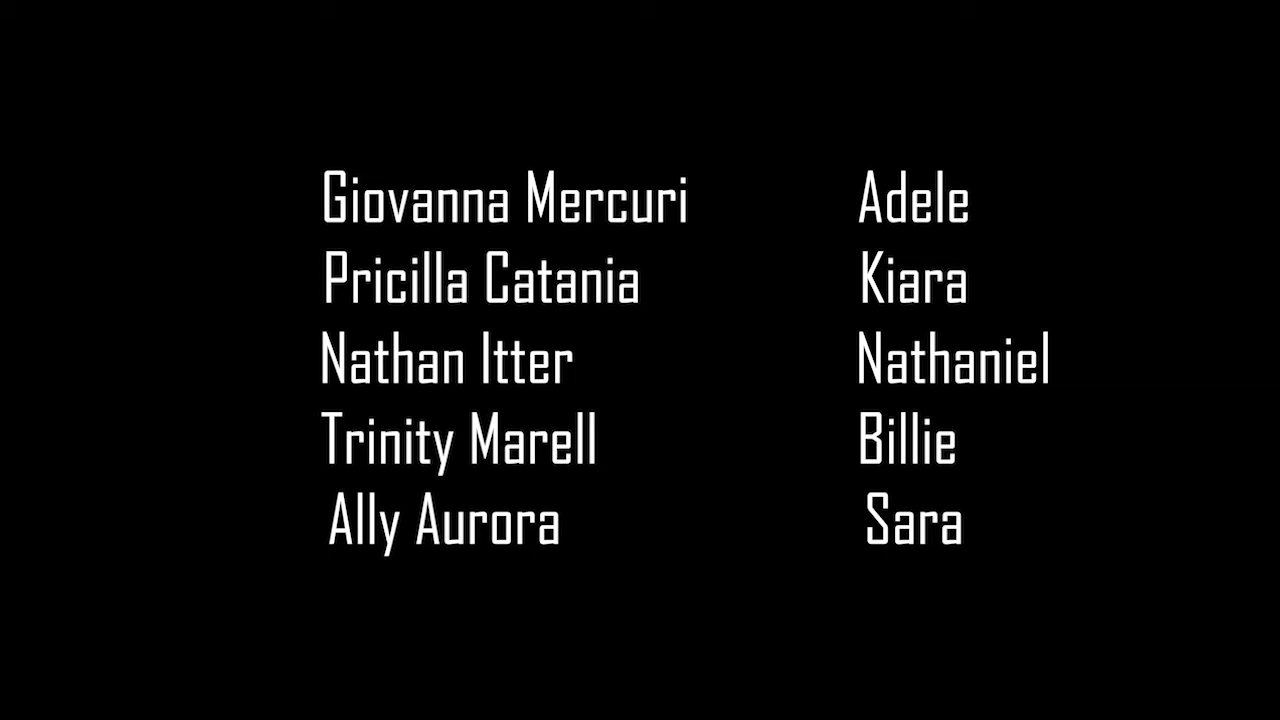 Giovanna Mercuri Adele
Pricilla Catania Kiara
Nathan Itter Nathaniel
Trinity Marell Billie
Ally Aurora Sara